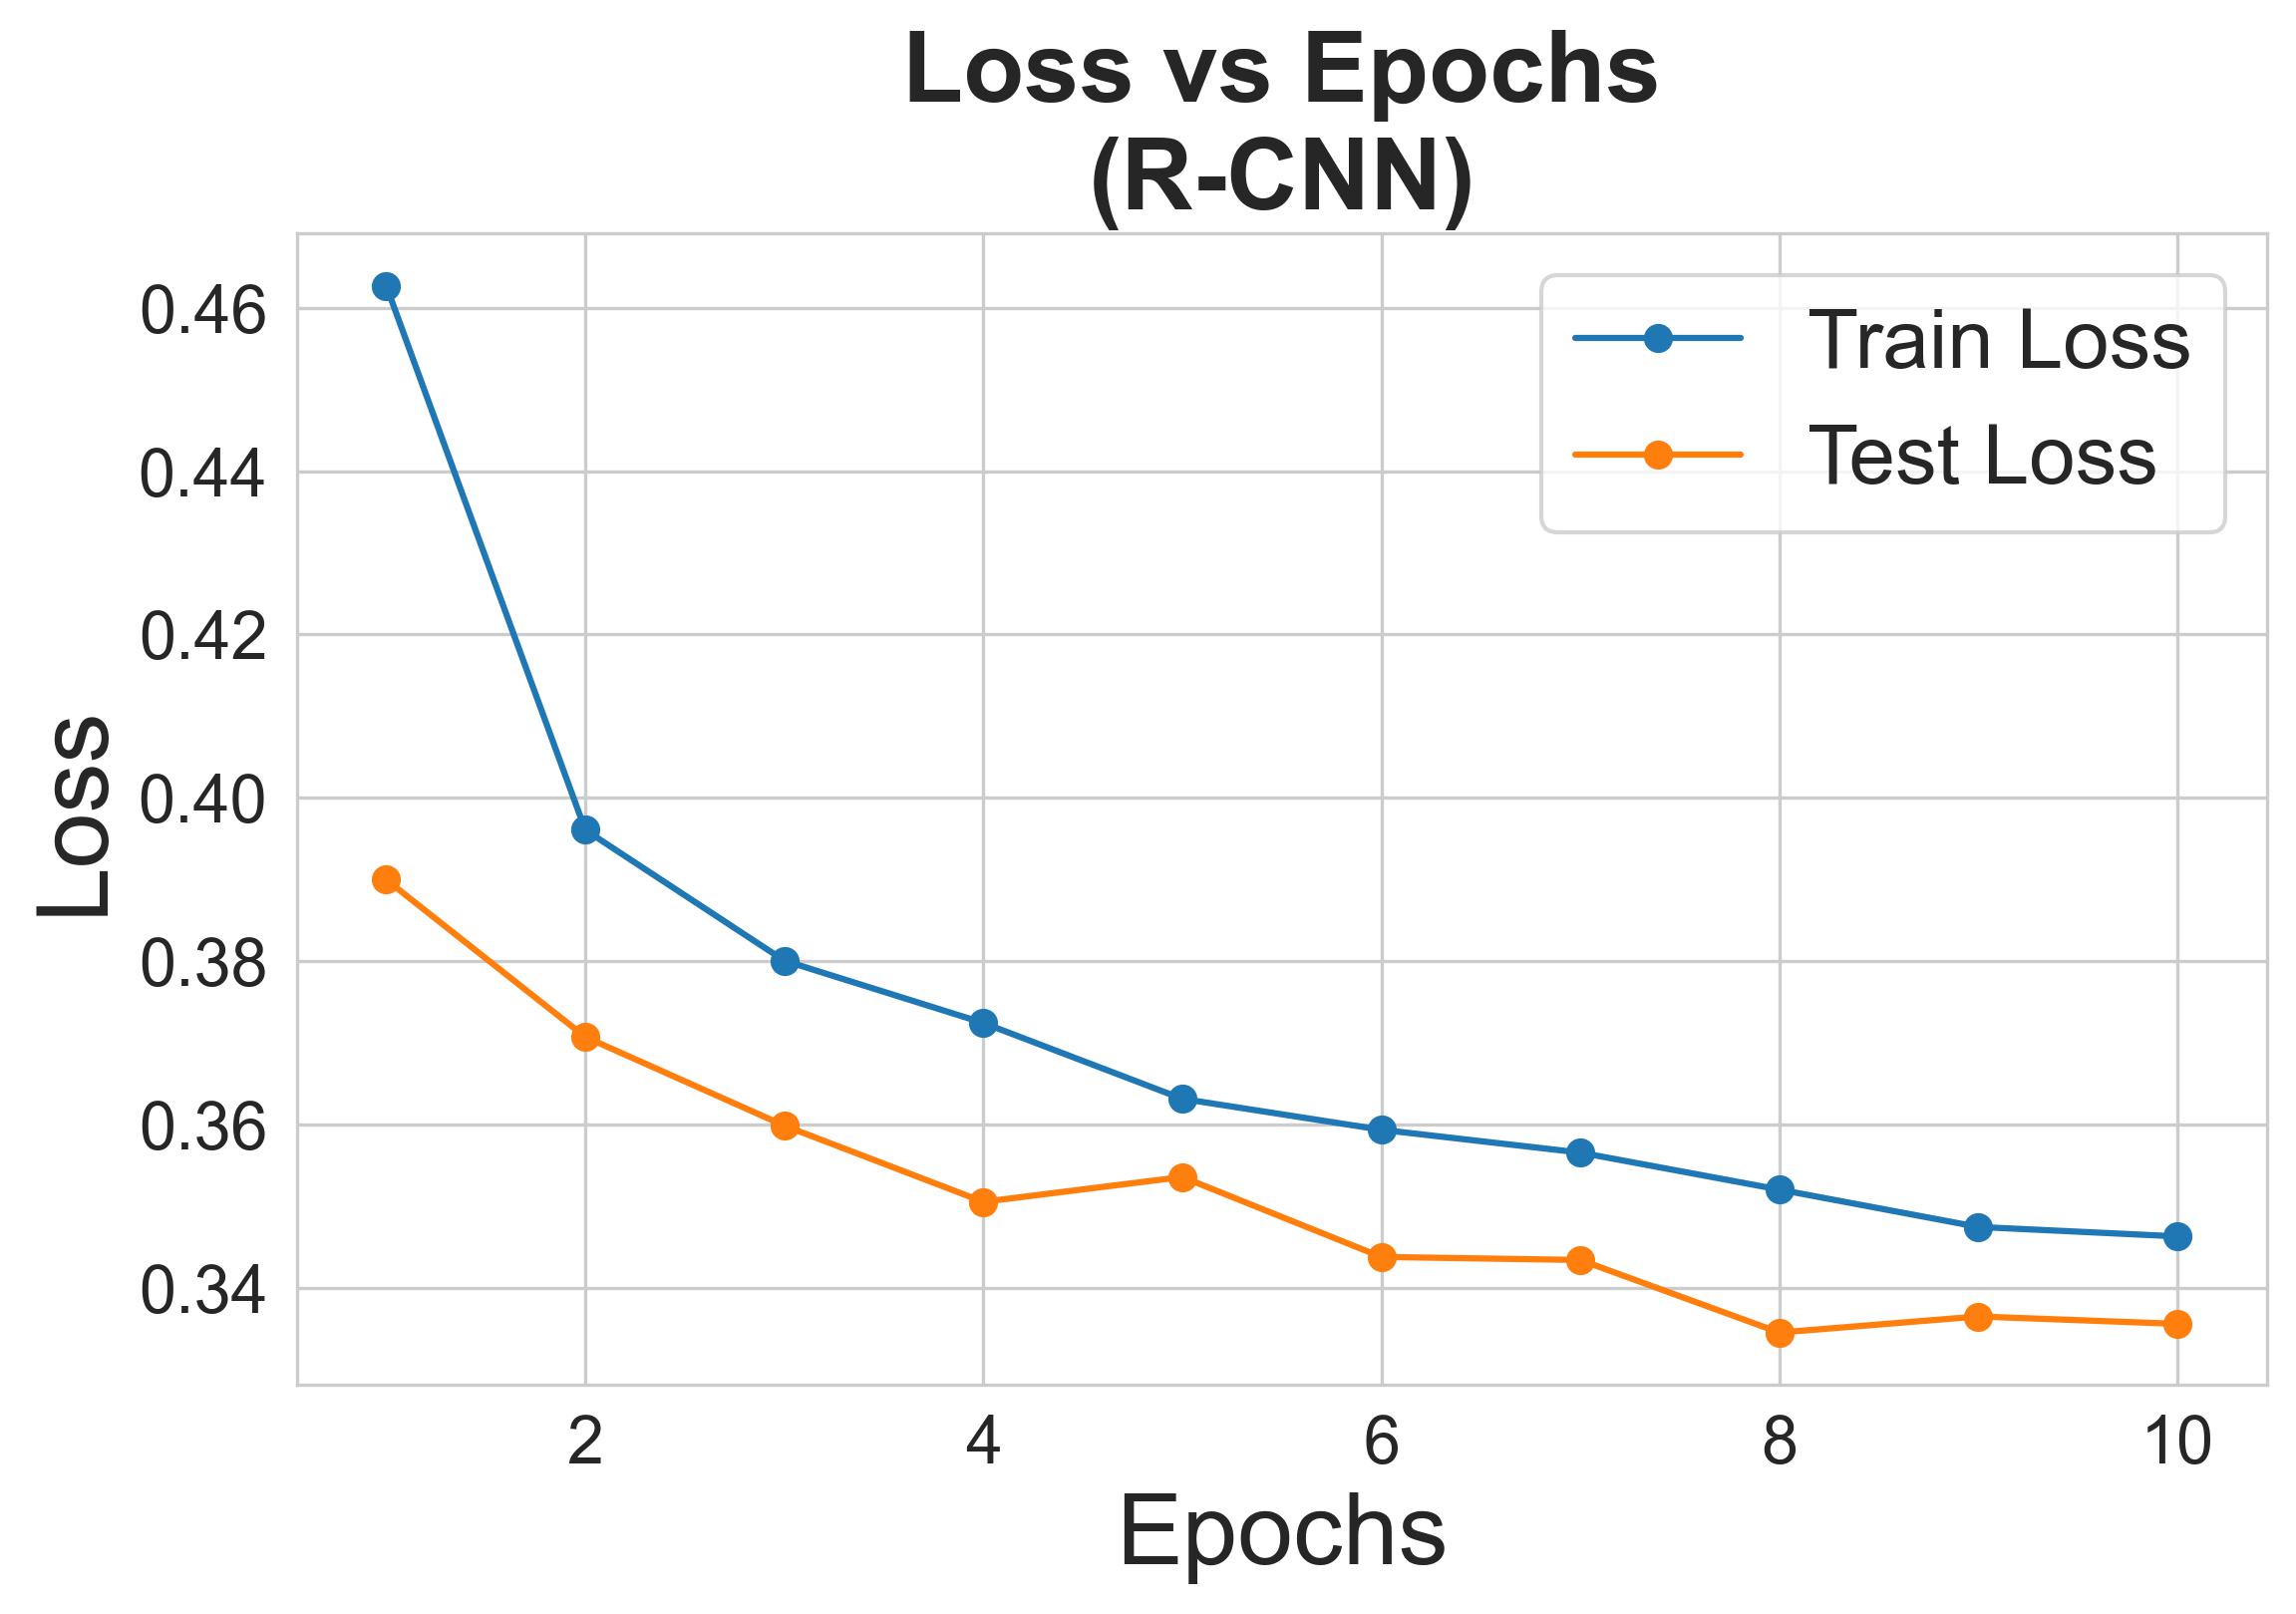 Loss vs Epochs
(R-CNN)
Train Loss
Test Loss
0.46
0.44
0.42
0.40
0.38
0.36
0.34
Loss
2 4 6 8 10
Epochs